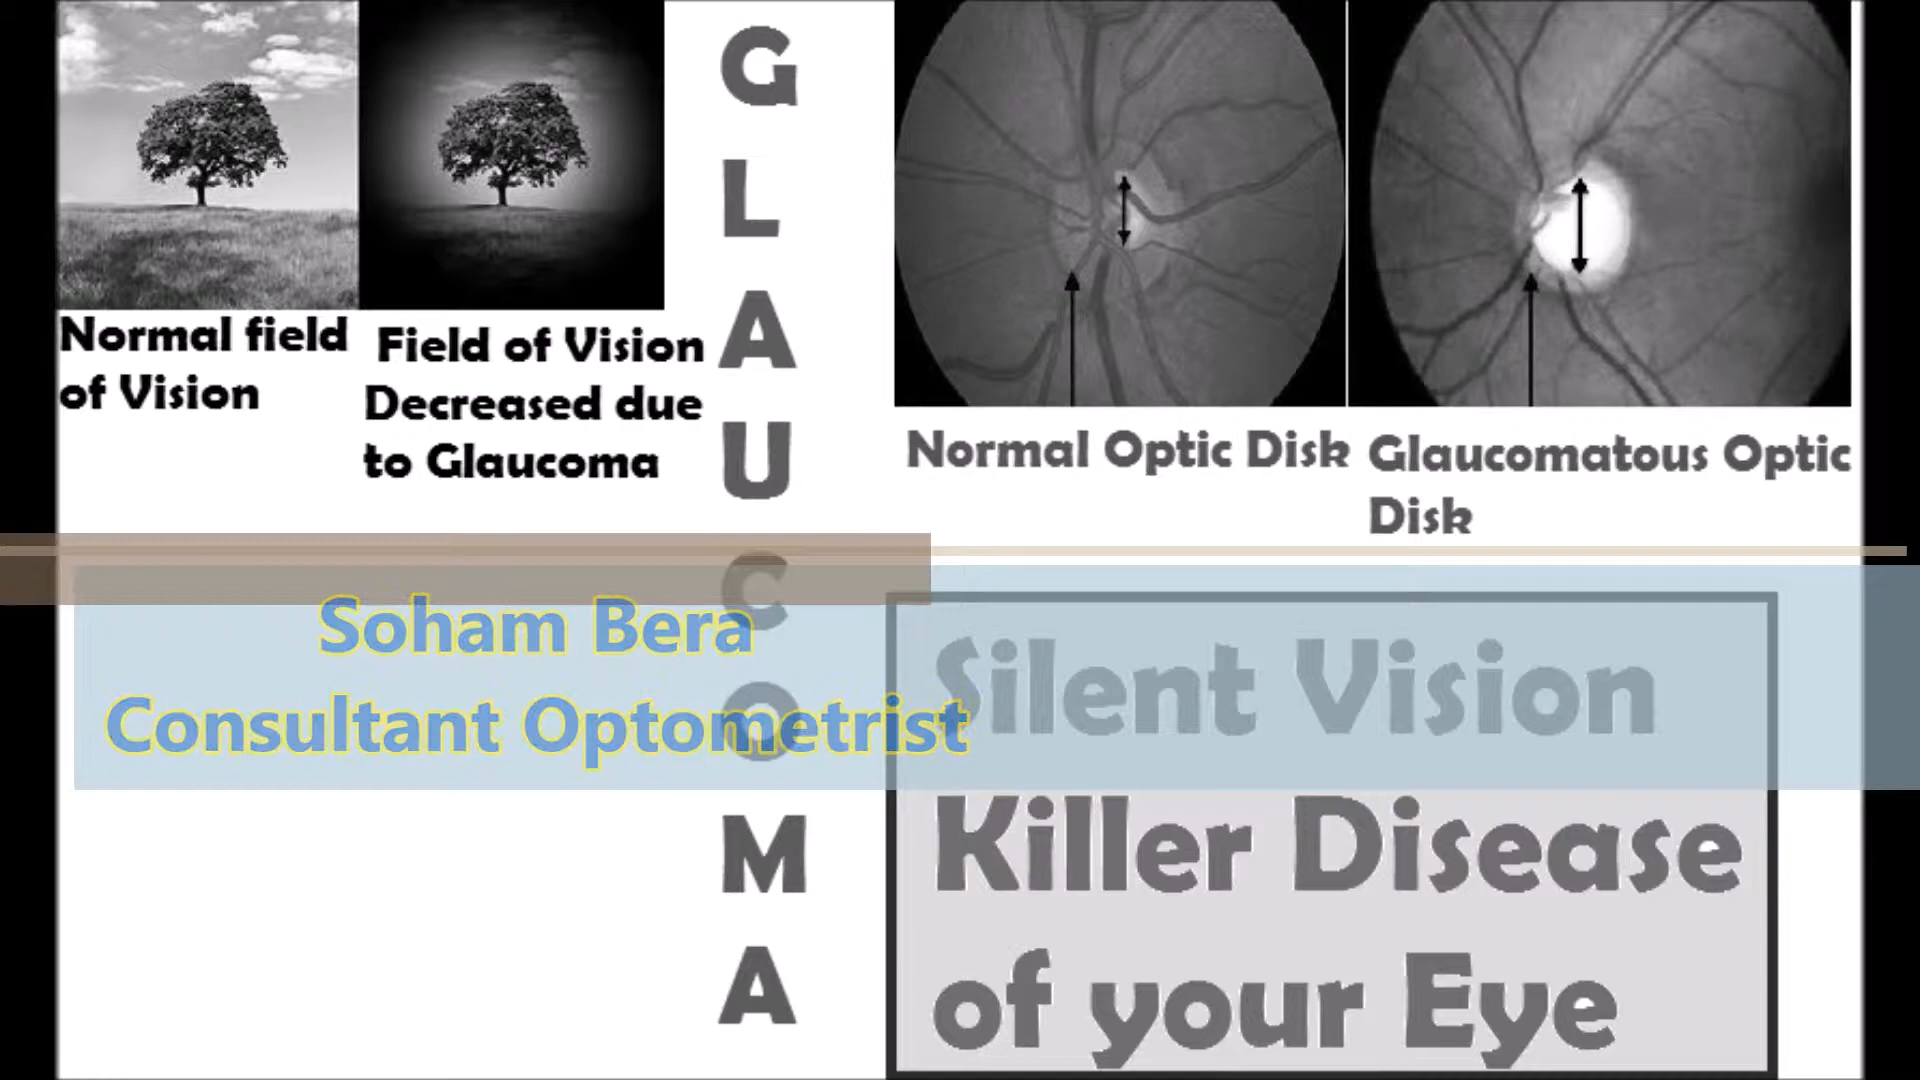 Normal field
of Vision
Field of Vision
Decreased due
to Glaucoma
G
L
A
U
C
O
M
A
Normal Optic Disk
Glaucomatous Optic
Disk
Soham Bera
Consultant Optometrist
Silent Vision
Killer Disease
of your Eye